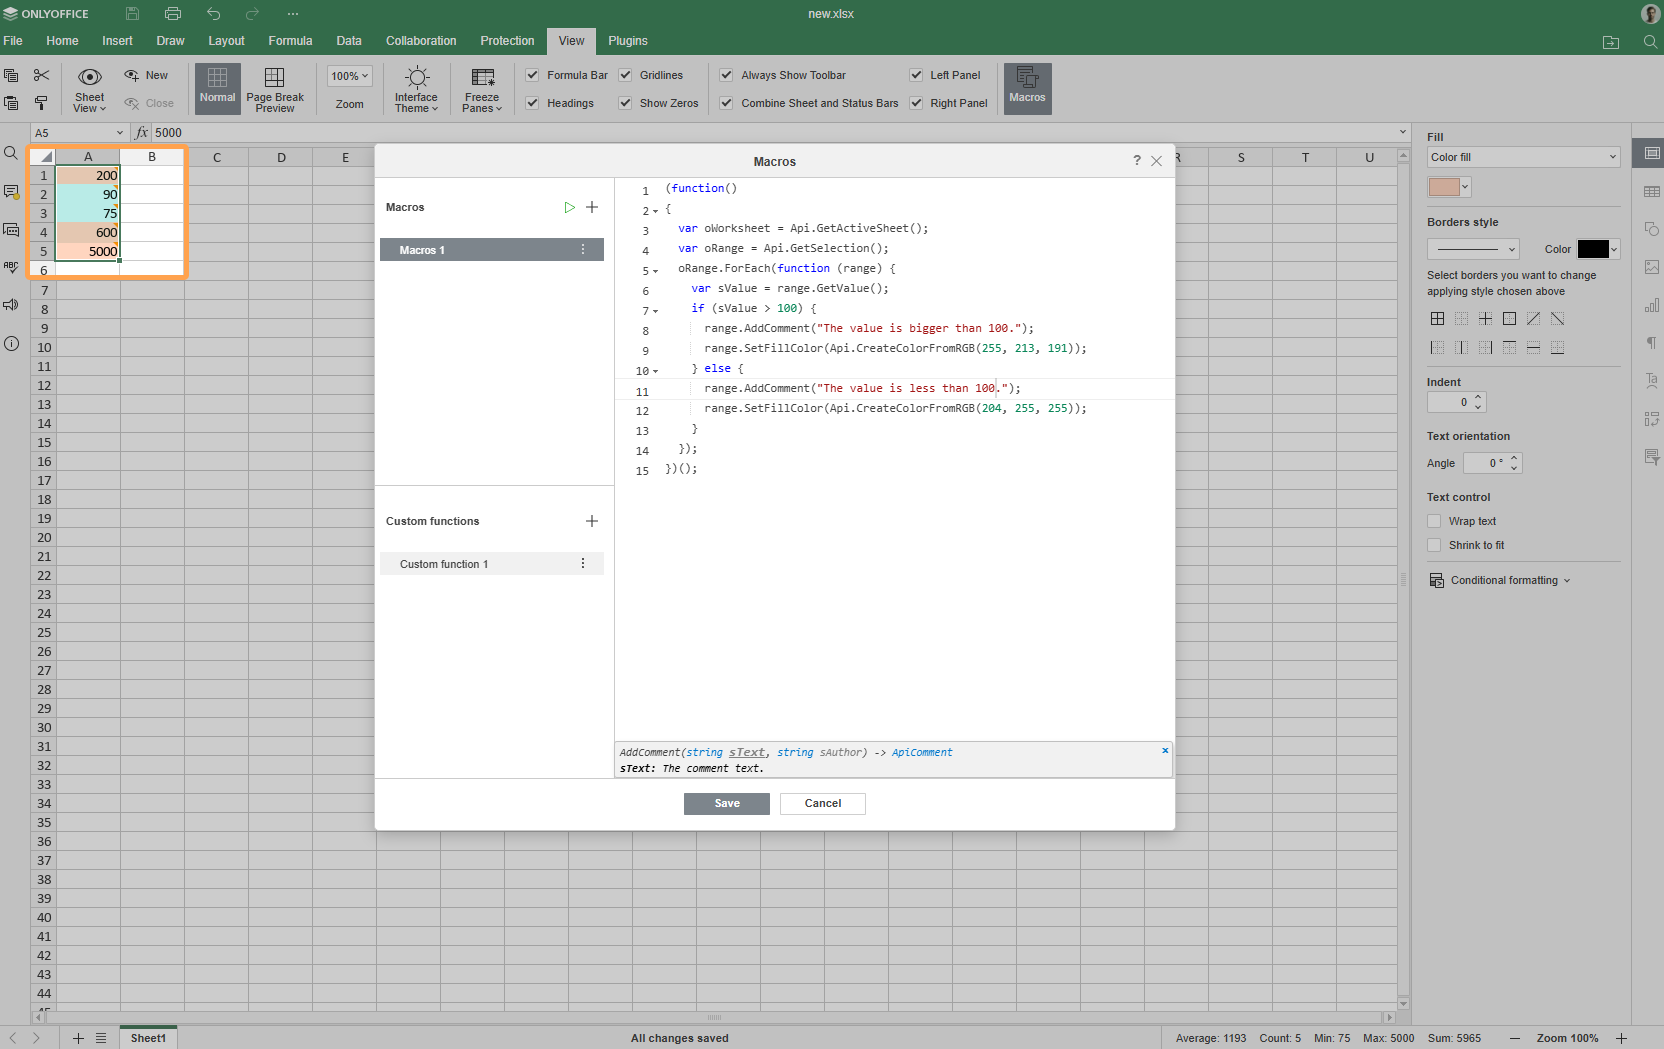 ONLYOFFICE
new.xlsx
File Home Insert Draw Layout Formula Data Collaboration Protection View Plugins
Sheet View
New
Close
Normal
Page Break Preview
100%
Zoom
Interface Theme
Freeze Panes
Formula Bar
Headings
Gridlines
Show Zeros
Always Show Toolbar
Combine Sheet and Status Bars
Left Panel
Right Panel
Macros
A5 fx 5000
A B C D E R S T U
1 200
2 90
3 75
4 600
5 5000
6
7
8
9
10
11
12
13
14
15
16
17
18
19
20
21
22
23
24
25
26
27
28
29
30
31
32
33
34
35
36
37
38
39
40
41
42
43
44
45
ABC
Macros
?
Macros
Macros 1
Custom functions
Custom function 1
1 (function()
2 {
3 var oWorksheet = Api.GetActiveSheet();
4 var oRange = Api.GetSelection();
5 oRange.ForEach(function (range) {
6 var sValue = range.GetValue();
7 if (sValue > 100) {
8 range.AddComment("The value is bigger than 100.");
9 range.SetFillColor(Api.CreateColorFromRGB(255, 213, 191));
10 } else {
11 range.AddComment("The value is less than 100.");
12 range.SetFillColor(Api.CreateColorFromRGB(204, 255, 255));
13 }
14 });
15 })();
AddComment(string sText, string sAuthor) -> ApiComment
sText: The comment text.
Save Cancel
Fill
Color fill
Borders style
Color
Select borders you want to change
applying style chosen above
Indent
0
Text orientation
Angle 0 °
Text control
Wrap text
Shrink to fit
Conditional formatting
Ta
Sheet1
All changes saved
Average: 1193 Count: 5 Min: 75 Max: 5000 Sum: 5965
Zoom 100%